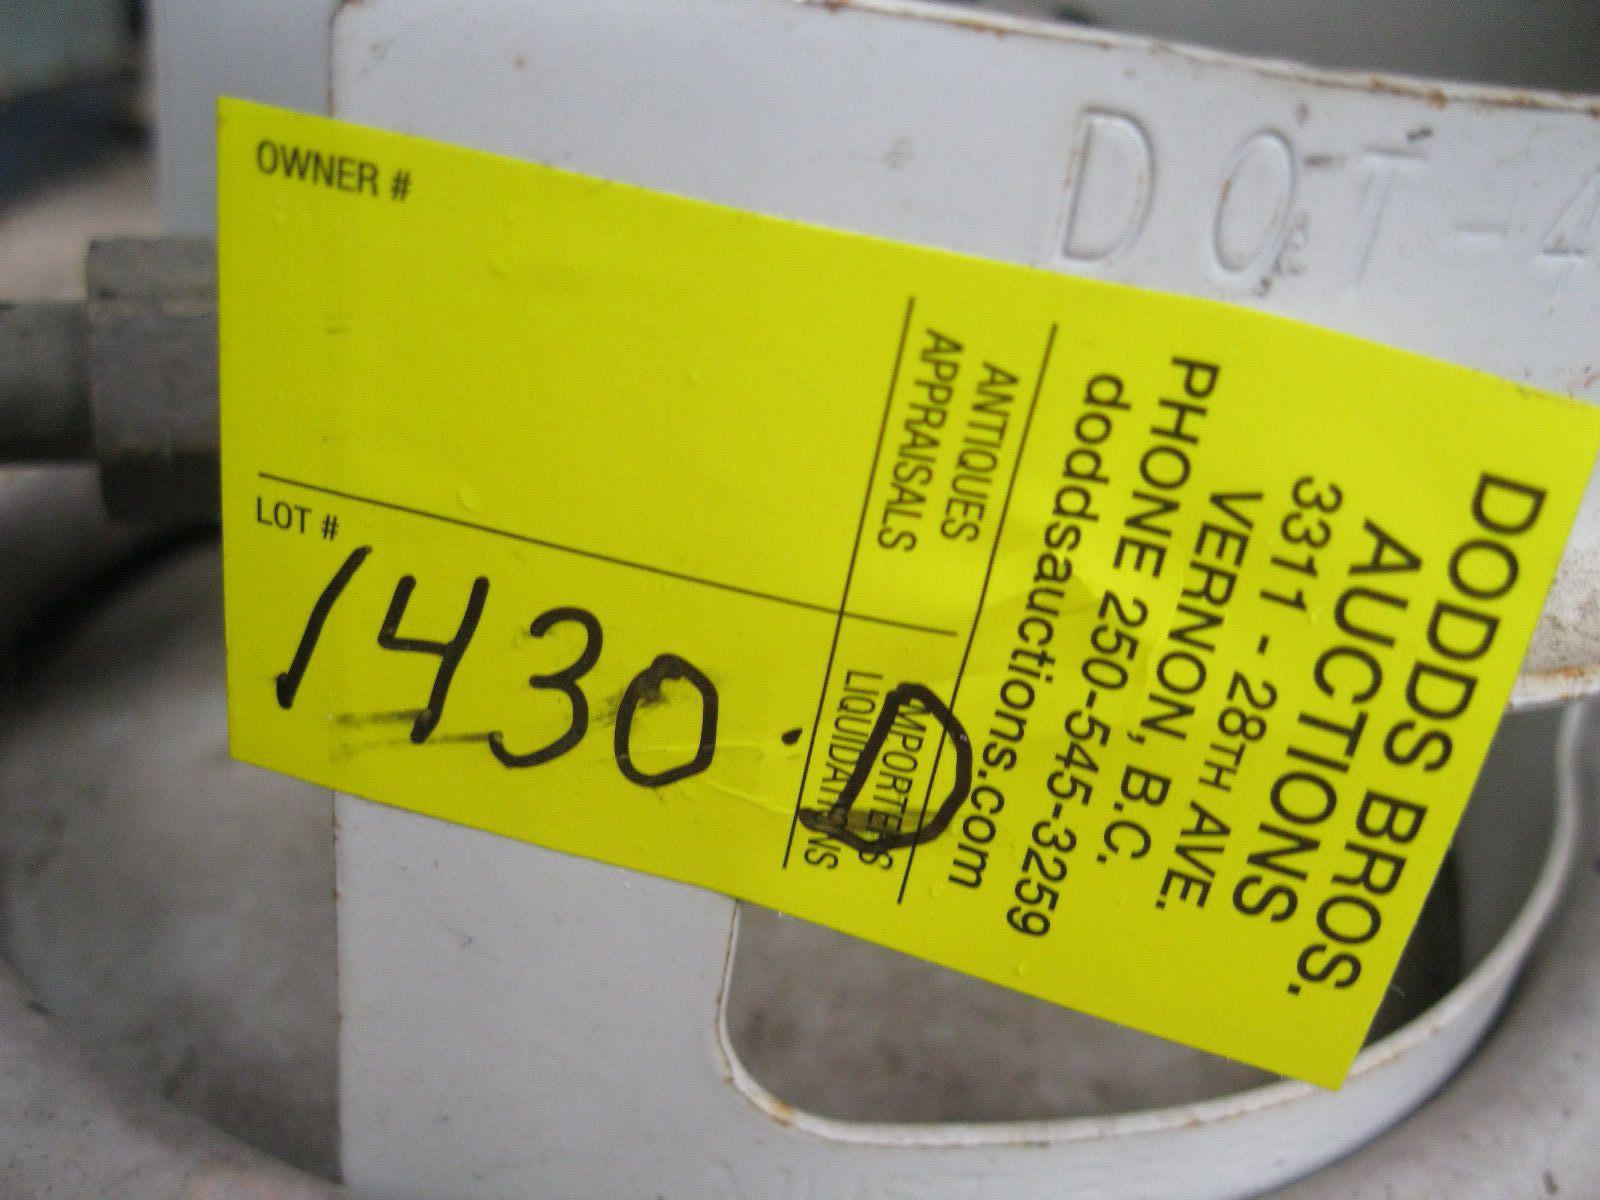 DOT-4
OWNER #
LOT #
1430.D
DODDS BROS.
AUCTIONS
3311 - 28TH AVE.
VERNON, B.C.
PHONE 250-545-3259
doddsauctions.com
ANTIQUES
APPRAISALS
IMPORTERS
LIQUIDATIONS